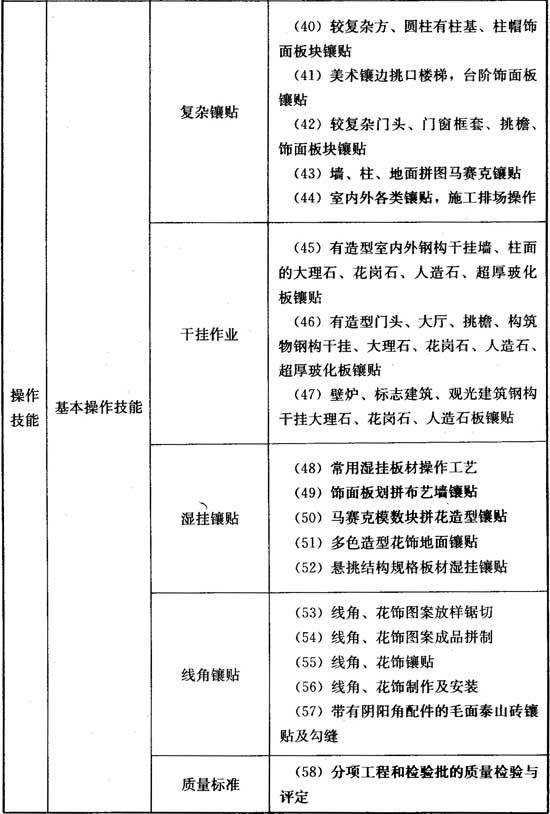 操作
技能
基本操作技能
复杂镶贴
(40) 较复杂方、圆柱有柱基、柱帽饰
面板块镶贴
(41) 美术镶边挑口楼梯，台阶饰面板
镶贴
(42) 较复杂门头、门窗框套、挑檐、
饰面板块镶贴
(43) 墙、柱、地面拼图马赛克镶贴
(44) 室内外各类镶贴，施工排场操作
干挂作业
(45) 有造型室内外钢构干挂墙、柱面
的大理石、花岗石、人造石、超厚玻化
板镶贴
(46) 有造型门头、大厅、挑檐、构筑
物钢构干挂、大理石、花岗石、人造石、
超厚玻化板镶贴
(47) 壁炉、标志建筑、观光建筑钢构
干挂大理石、花岗石、人造石板镶贴
湿挂镶贴
(48) 常用湿挂板材操作工艺
(49) 饰面板划拼布艺墙镶贴
(50) 马赛克模数块拼花造型镶贴
(51) 多色造型花饰地面镶贴
(52) 悬挑结构规格板材湿挂镶贴
线角镶贴
(53) 线角、花饰图案放样锯切
(54) 线角、花饰图案成品拼制
(55) 线角、花饰镶贴
(56) 线角、花饰制作及安装
(57) 带有阴阳角配件的毛面泰山砖镶
贴及勾缝
质量标准
(58) 分项工程和检验批的质量检验与
评定